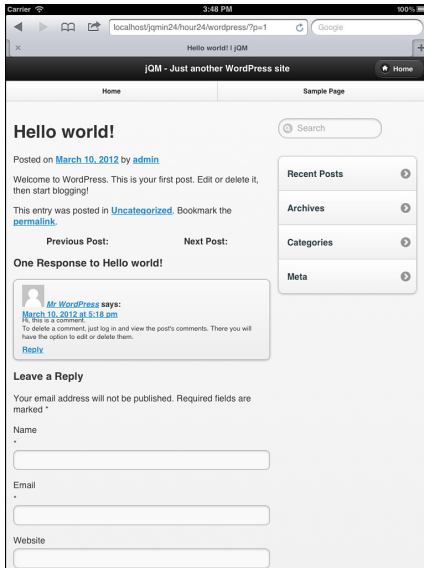 Carrier 3:48 PM 100%
localhost/jqmin24/hour24/wordpress/?p=1 Google
Hello world! | jQM
jQM - Just another WordPress site Home
Home Sample Page
Hello world!
Search
Posted on March 10, 2012 by admin
Welcome to WordPress. This is your first post. Edit or delete it,
then start blogging!
This entry was posted in Uncategorized. Bookmark the
permalink.
Previous Post: Next Post:
Recent Posts
Archives
Categories
Meta
One Response to Hello world!
Mr WordPress says:
March 10, 2012 at 5:18 pm
Hi, this is a comment.
To delete a comment, just log in and view the post's comments. There you will
have the option to edit or delete them.
Reply
Leave a Reply
Your email address will not be published. Required fields are
marked *
Name
*
Email
*
Website